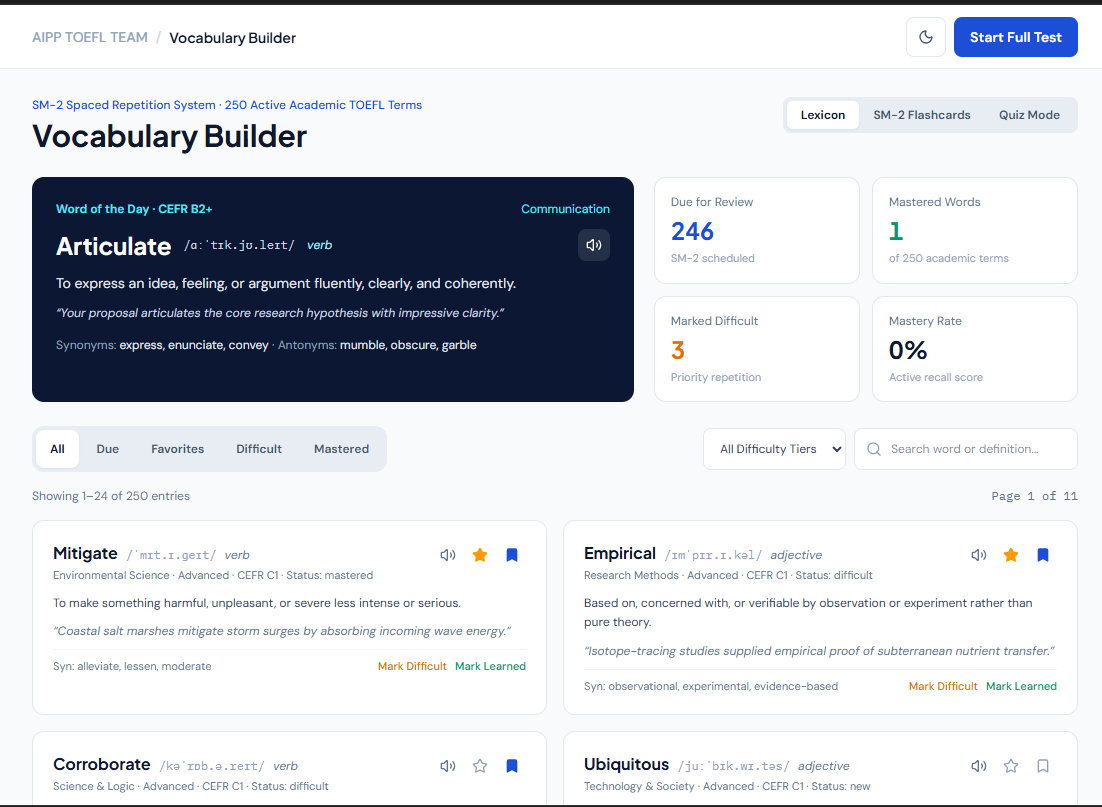 AIPP TOEFL TEAM / Vocabulary Builder
Start Full Test
SM-2 Spaced Repetition System · 250 Active Academic TOEFL Terms
Vocabulary Builder
Lexicon SM-2 Flashcards Quiz Mode
Word of the Day · CEFR B2+ Communication
Articulate /ɑːˈtɪk.jʊ.leɪt/ verb
To express an idea, feeling, or argument fluently, clearly, and coherently.
“Your proposal articulates the core research hypothesis with impressive clarity.”
Synonyms: express, enunciate, convey · Antonyms: mumble, obscure, garble
Due for Review
246
SM-2 scheduled
Mastered Words
1
of 250 academic terms
Marked Difficult
3
Priority repetition
Mastery Rate
0%
Active recall score
All Due Favorites Difficult Mastered
All Difficulty Tiers
Search word or definition...
Showing 1–24 of 250 entries
Page 1 of 11
Mitigate /ˈmɪt.ɪ.ɡeɪt/ verb
Environmental Science · Advanced · CEFR C1 · Status: mastered
To make something harmful, unpleasant, or severe less intense or serious.
“Coastal salt marshes mitigate storm surges by absorbing incoming wave energy.”
Syn: alleviate, lessen, moderate
Mark Difficult Mark Learned
Empirical /ɪmˈpɪr.ɪ.kəl/ adjective
Research Methods · Advanced · CEFR C1 · Status: difficult
Based on, concerned with, or verifiable by observation or experiment rather than
pure theory.
“Isotope-tracing studies supplied empirical proof of subterranean nutrient transfer.”
Syn: observational, experimental, evidence-based
Mark Difficult Mark Learned
Corroborate /kəˈrɒb.ə.reɪt/ verb
Science & Logic · Advanced · CEFR C1 · Status: difficult
Ubiquitous /juːˈbɪk.wɪ.təs/ adjective
Technology & Society · Advanced · CEFR C1 · Status: new